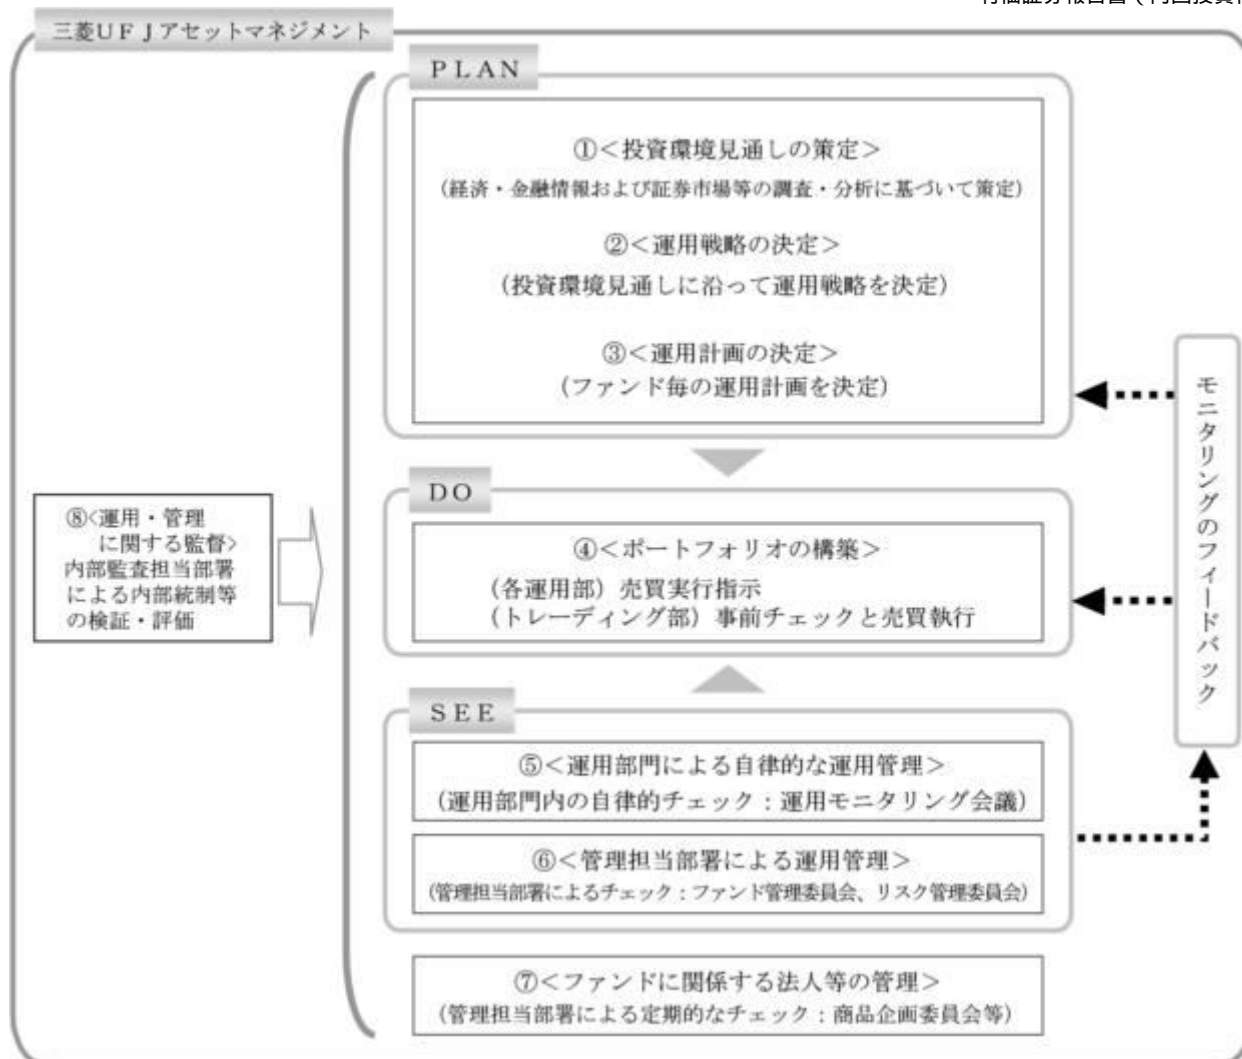 有価証券報告書（内国投資信
三菱ＵＦＪアセットマネジメント
ＰＬＡＮ
①＜投資環境見通しの策定＞
（経済・金融情報および証券市場等の調査・分析に基づいて策定）
②＜運用戦略の決定＞
（投資環境見通しに沿って運用戦略を決定）
③＜運用計画の決定＞
（ファンド毎の運用計画を決定）
モニタリングのフィードバック
ＤＯ
④＜ポートフォリオの構築＞
（各運用部）売買実行指示
（トレーディング部）事前チェックと売買執行
⑧＜運用・管理
に関する監督＞
内部監査担当部署
による内部統制等
の検証・評価
ＳＥＥ
⑤＜運用部門による自律的な運用管理＞
（運用部門内の自律的チェック：運用モニタリング会議）
⑥＜管理担当部署による運用管理＞
（管理担当部署によるチェック：ファンド管理委員会、リスク管理委員会）
⑦＜ファンドに関係する法人等の管理＞
（管理担当部署による定期的なチェック：商品企画委員会等）